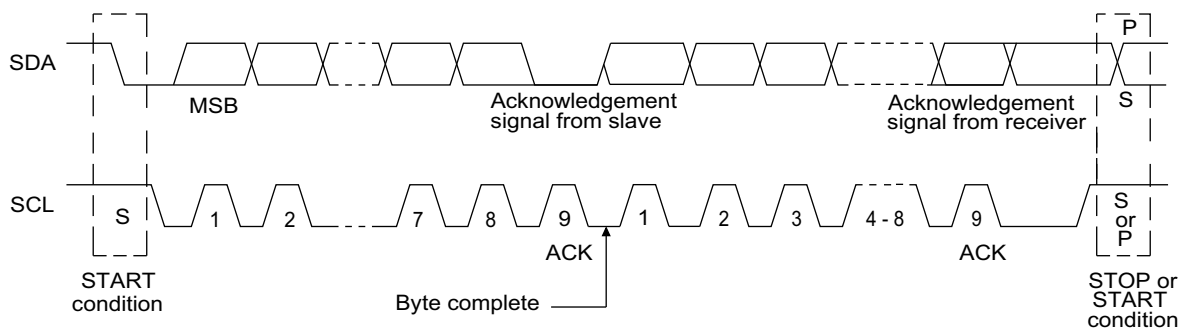 P
SDA
MSB
Acknowledgement
signal from slave
Acknowledgement
signal from receiver
S
SCL
S
1
2
7
8
9
1
2
3
4 - 8
9
S
or
P
ACK
ACK
START
condition
Byte complete
STOP or
START
condition